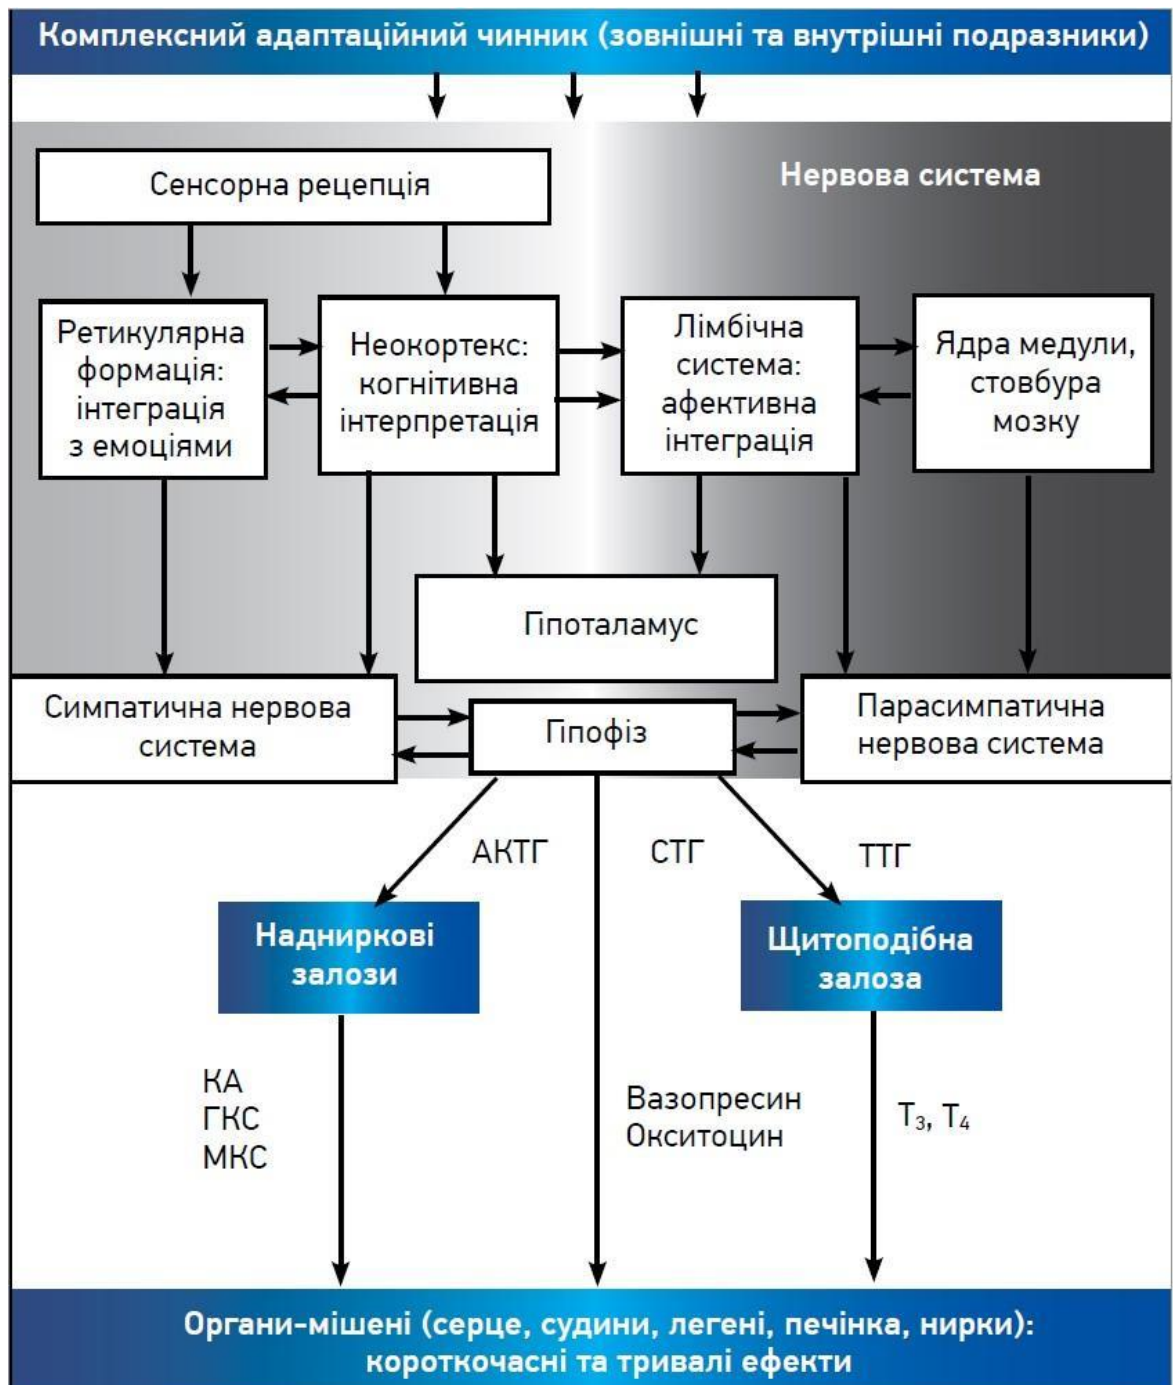 Комплексний адаптаційний чинник (зовнішні та внутрішні подразники)
Сенсорна рецепція
Нервова система
Ретикулярна
формація:
інтеграція
з емоціями
Неокортекс:
когнітивна
інтерпретація
Лімбічна
система:
афективна
інтеграція
Ядра медули,
стовбура
мозку
Гіпоталамус
Симпатична нервова
система
Гіпофіз
Парасимпатична
нервова система
АКТГ
СТГ
ТТГ
Надниркові
залози
Щитоподібна
залоза
КА
ГКС
МКС
Вазопресин
Окситоцин
Т₃, Т₄
Органи-мішені (серце, судини, легені, печінка, нирки):
короткочасні та тривалі ефекти